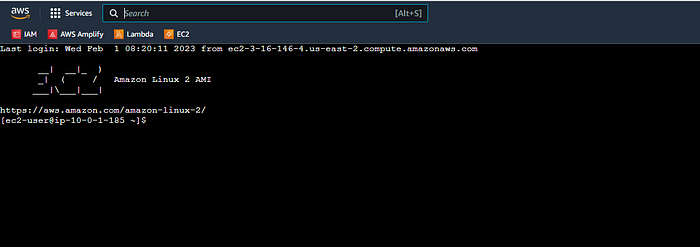 aws Services Search [Alt+S]
IAM AWS Amplify Lambda EC2
Last login: Wed Feb  1 08:20:11 2023 from ec2-3-16-146-4.us-east-2.compute.amazonaws.com
__|  __|_  )
_|  (     /   Amazon Linux 2 AMI
___|\___|___|
https://aws.amazon.com/amazon-linux-2/
[ec2-user@ip-10-0-1-185 ~]$